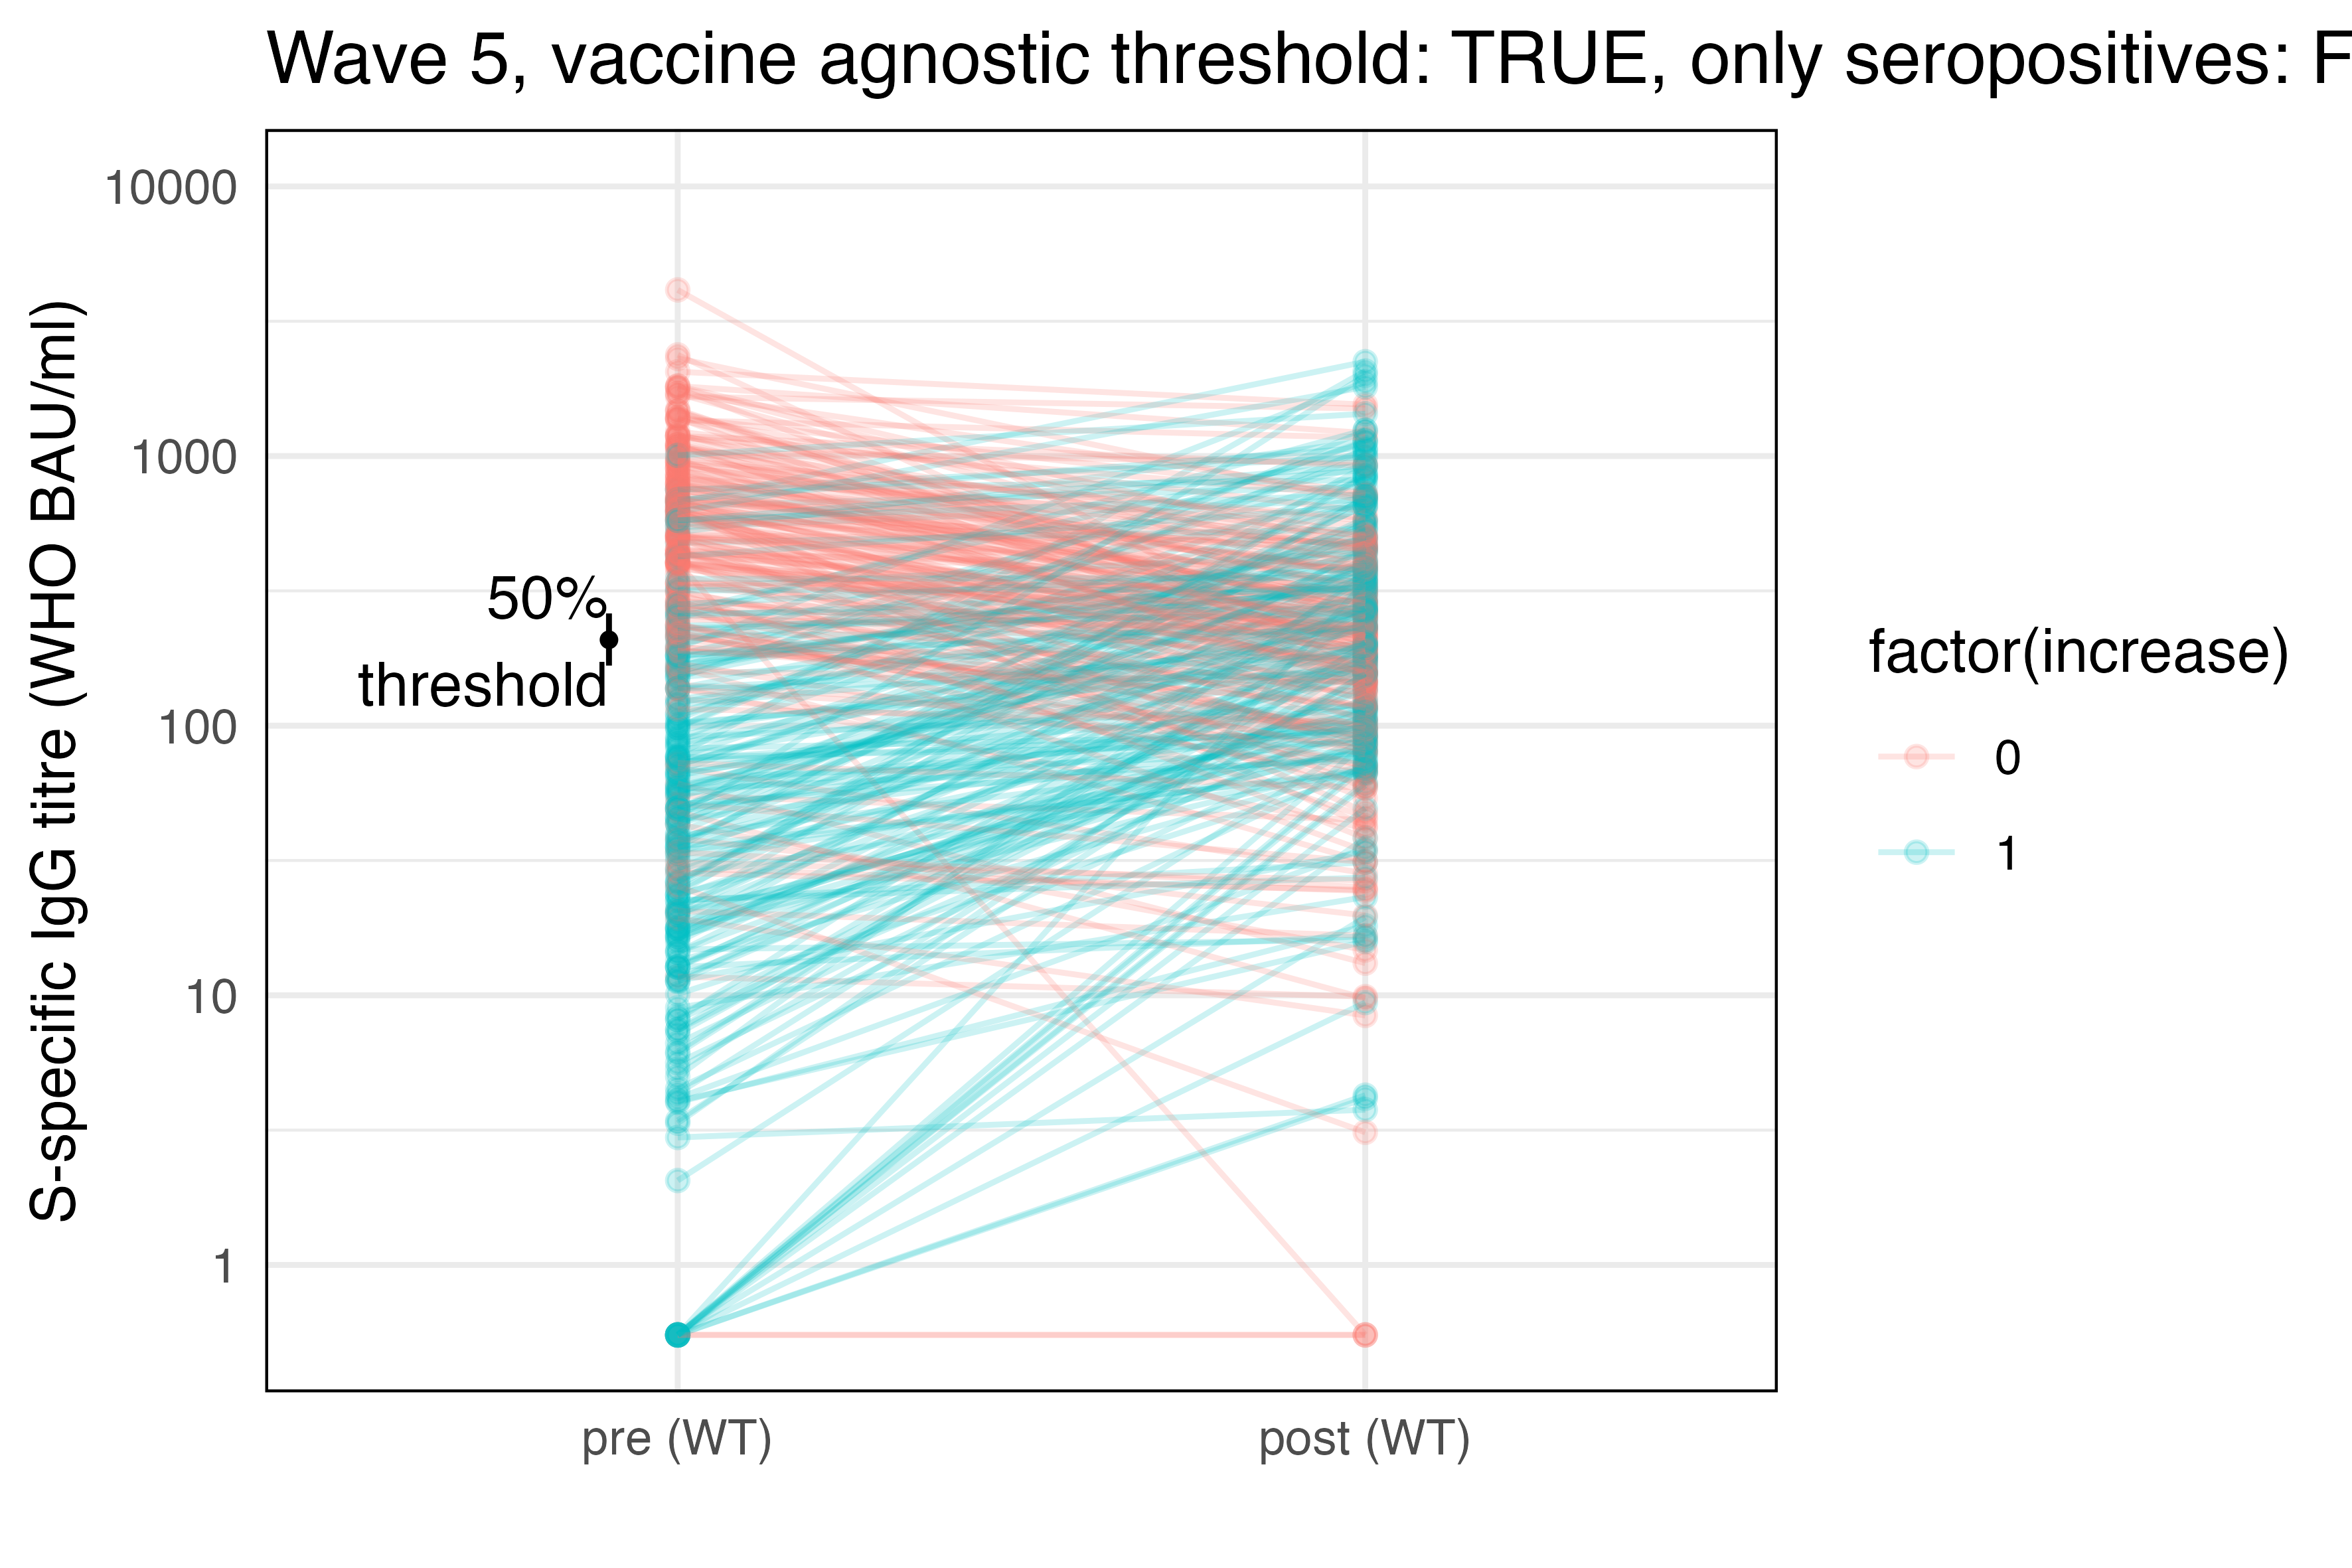 Wave 5, vaccine agnostic threshold: TRUE, only seropositives: F
S-specific IgG titre (WHO BAU/ml)
10000
1000
100
10
1
50%
threshold
pre (WT)
post (WT)
factor(increase)
0
1